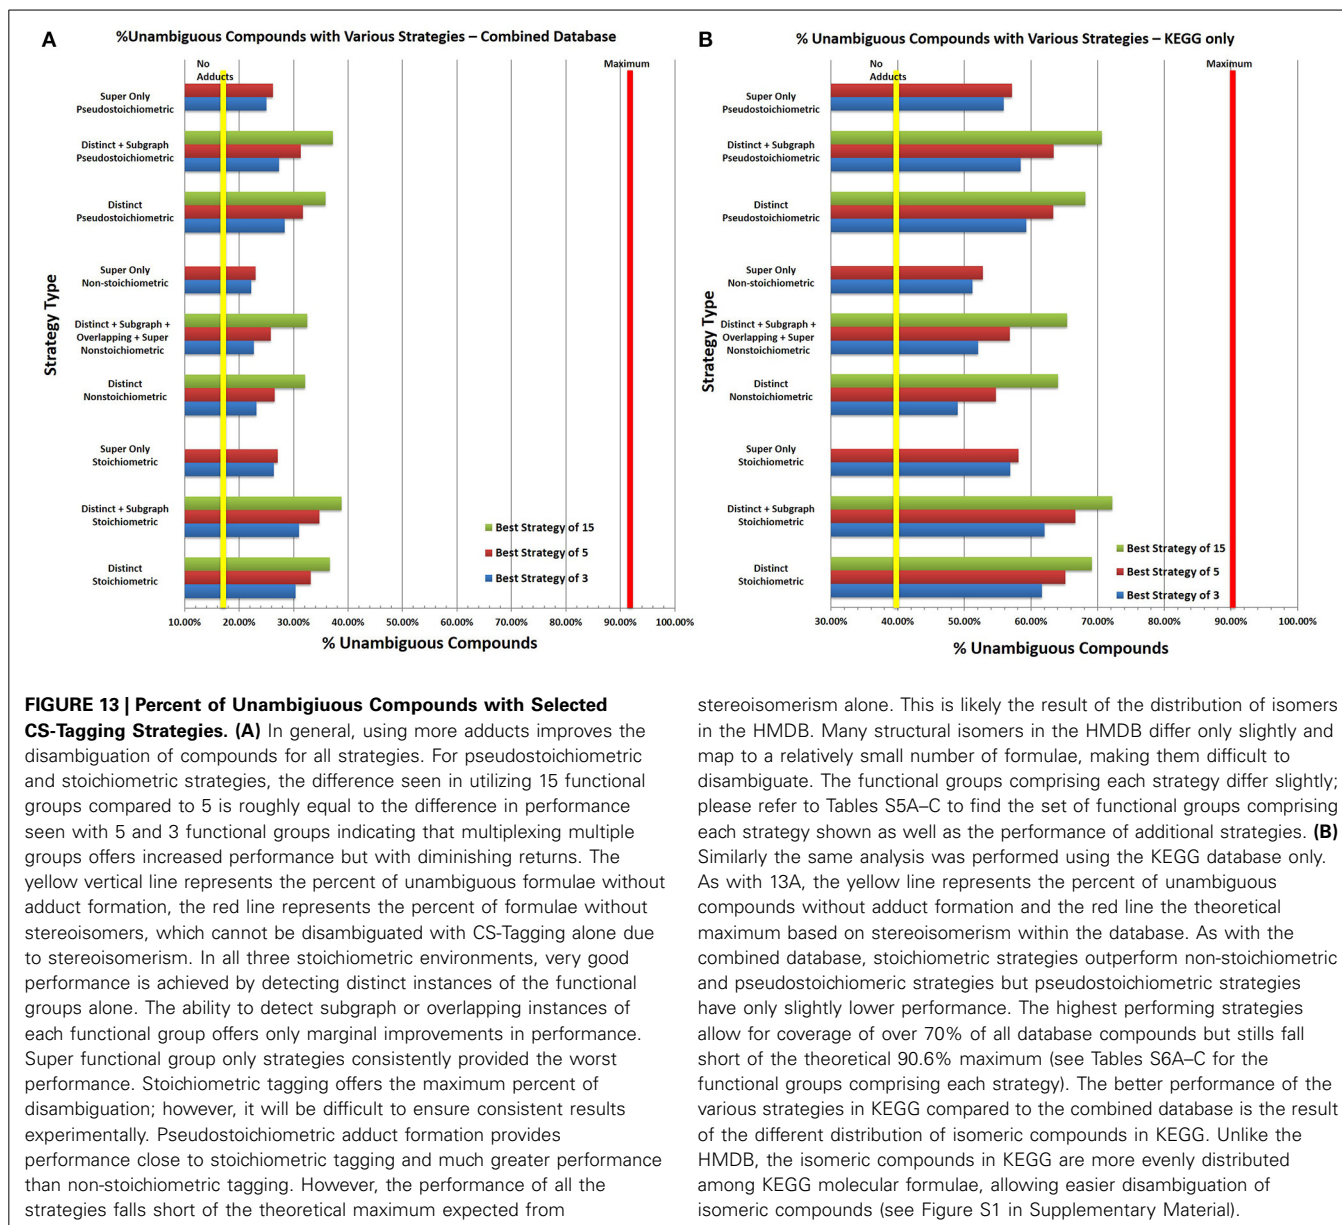 A
%Unambiguous Compounds with Various Strategies – Combined Database
No
Adducts
Maximum
Strategy Type
Super Only
Pseudostoichiometric
Distinct + Subgraph
Pseudostoichiometric
Distinct
Pseudostoichiometric
Super Only
Non-stoichiometric
Distinct + Subgraph +
Overlapping + Super
Nonstoichiometric
Distinct
Nonstoichiometric
Super Only
Stoichiometric
Distinct + Subgraph
Stoichiometric
Distinct
Stoichiometric
Best Strategy of 15
Best Strategy of 5
Best Strategy of 3
10.00% 20.00% 30.00% 40.00% 50.00% 60.00% 70.00% 80.00% 90.00% 100.00%
% Unambiguous Compounds
B
% Unambiguous Compounds with Various Strategies – KEGG only
No
Adducts
Maximum
Strategy Type
Super Only
Pseudostoichiometric
Distinct + Subgraph
Pseudostoichiometric
Distinct
Pseudostoichiometric
Super Only
Non-stoichiometric
Distinct + Subgraph +
Overlapping + Super
Nonstoichiometric
Distinct
Nonstoichiometric
Super Only
Stoichiometric
Distinct + Subgraph
Stoichiometric
Distinct
Stoichiometric
Best Strategy of 15
Best Strategy of 5
Best Strategy of 3
30.00% 40.00% 50.00% 60.00% 70.00% 80.00% 90.00% 100.00%
% Unambiguous Compounds
FIGURE 13 | Percent of Unambigiuous Compounds with Selected
CS-Tagging Strategies. (A) In general, using more adducts improves the
disambiguation of compounds for all strategies. For pseudostoichiometric
and stoichiometric strategies, the difference seen in utilizing 15 functional
groups compared to 5 is roughly equal to the difference in performance
seen with 5 and 3 functional groups indicating that multiplexing multiple
groups offers increased performance but with diminishing returns. The
yellow vertical line represents the percent of unambiguous formulae without
adduct formation, the red line represents the percent of formulae without
stereoisomers, which cannot be disambiguated with CS-Tagging alone due
to stereoisomerism. In all three stoichiometric environments, very good
performance is achieved by detecting distinct instances of the functional
groups alone. The ability to detect subgraph or overlapping instances of
each functional group offers only marginal improvements in performance.
Super functional group only strategies consistently provided the worst
performance. Stoichiometric tagging offers the maximum percent of
disambiguation; however, it will be difficult to ensure consistent results
experimentally. Pseudostoichiometric adduct formation provides
performance close to stoichiometric tagging and much greater performance
than non-stoichiometric tagging. However, the performance of all the
strategies falls short of the theoretical maximum expected from
stereoisomerism alone. This is likely the result of the distribution of isomers
in the HMDB. Many structural isomers in the HMDB differ only slightly and
map to a relatively small number of formulae, making them difficult to
disambiguate. The functional groups comprising each strategy differ slightly;
please refer to Tables S5A–C to find the set of functional groups comprising
each strategy shown as well as the performance of additional strategies. (B)
Similarly the same analysis was performed using the KEGG database only.
As with 13A, the yellow line represents the percent of unambiguous
compounds without adduct formation and the red line the theoretical
maximum based on stereoisomerism within the database. As with the
combined database, stoichiometric strategies outperform non-stoichiometric
and pseudostoichiomeric strategies but pseudostoichiometric strategies
have only slightly lower performance. The highest performing strategies
allow for coverage of over 70% of all database compounds but stills fall
short of the theoretical 90.6% maximum (see Tables S6A–C for the
functional groups comprising each strategy). The better performance of the
various strategies in KEGG compared to the combined database is the result
of the different distribution of isomeric compounds in KEGG. Unlike the
HMDB, the isomeric compounds in KEGG are more evenly distributed
among KEGG molecular formulae, allowing easier disambiguation of
isomeric compounds (see Figure S1 in Supplementary Material).